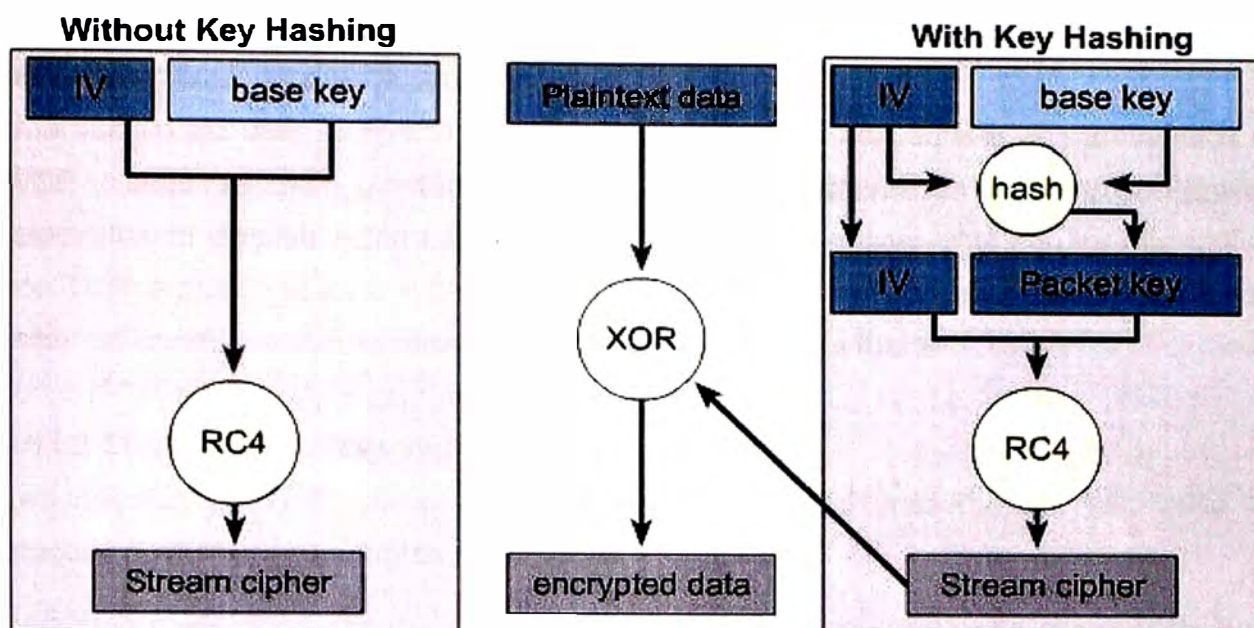 Without Key Hashing
IV
base key
RC4
Stream cipher
Plaintext data
XOR
encrypted data
With Key Hashing
IV
base key
hash
IV
Packet key
RC4
Stream cipher